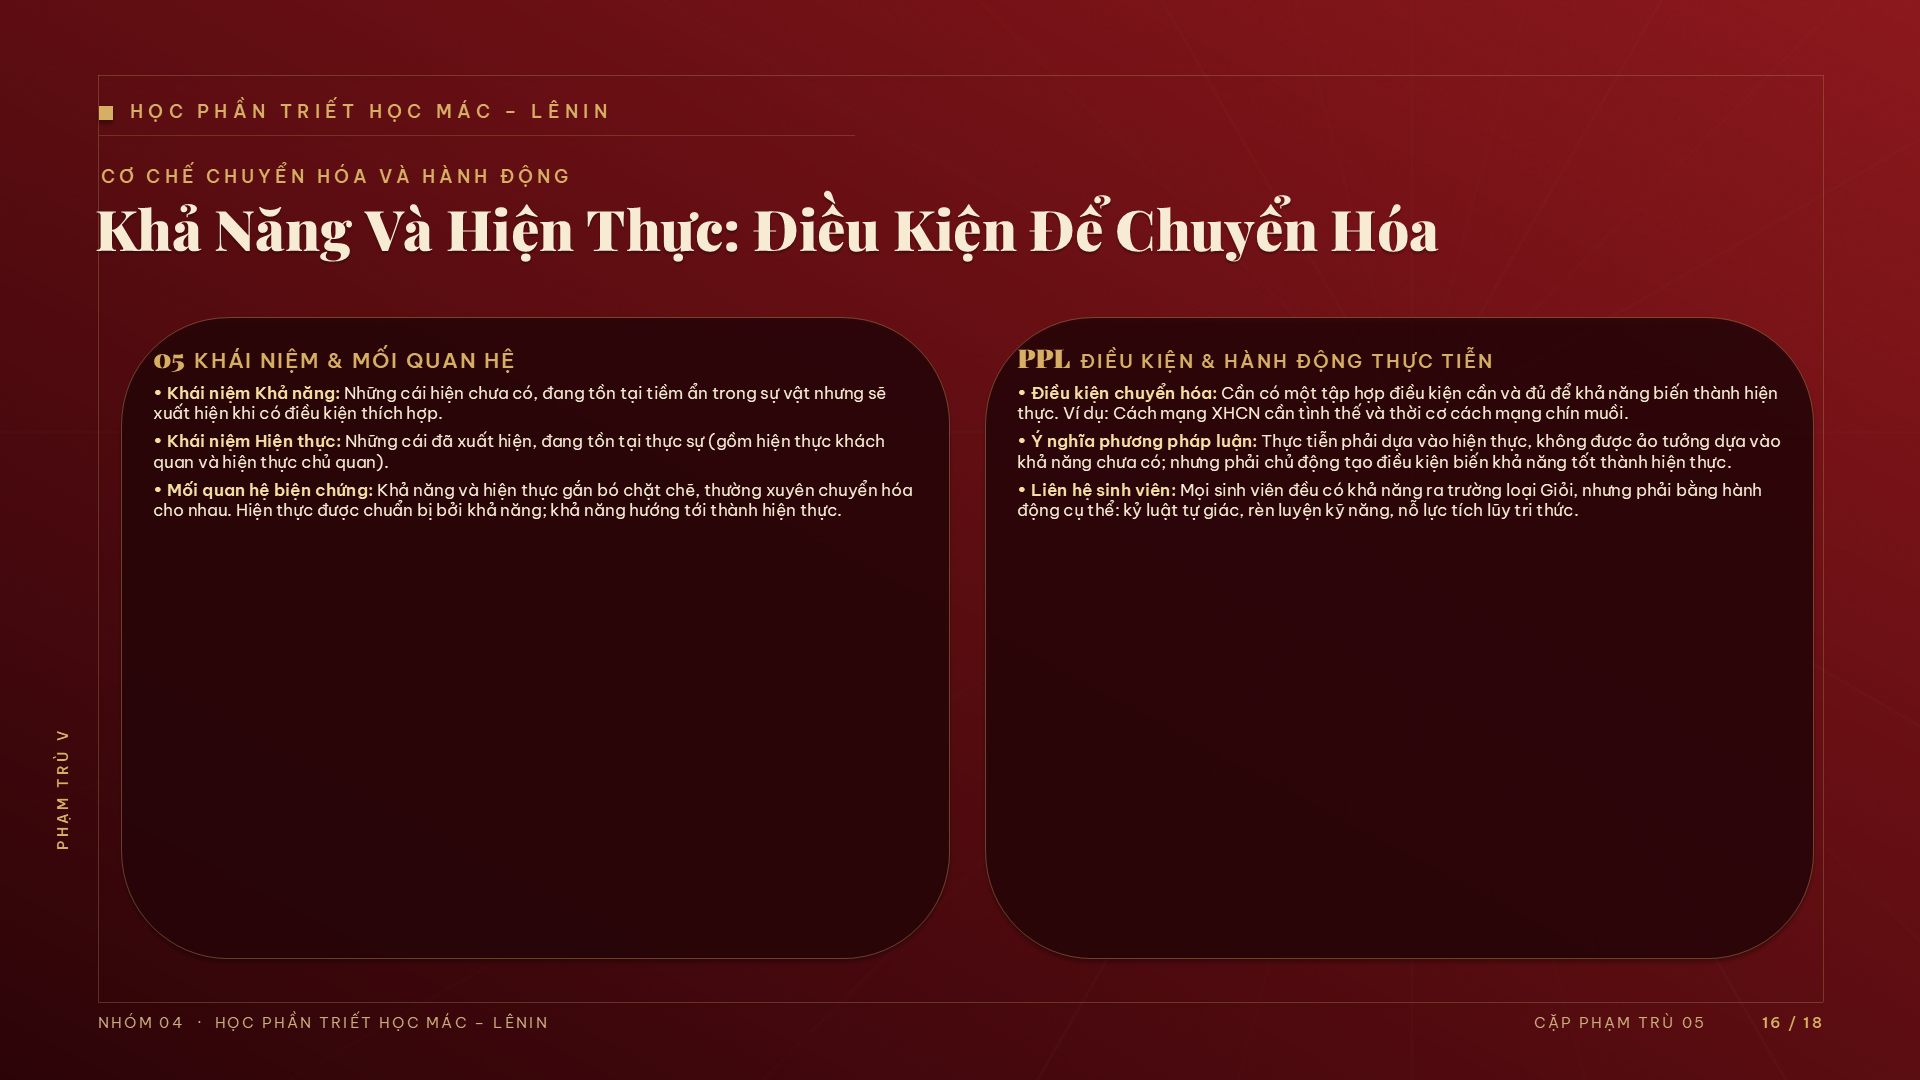 HỌC PHẦN TRIẾT HỌC MÁC – LÊNIN
CƠ CHẾ CHUYỂN HÓA VÀ HÀNH ĐỘNG
Khả Năng Và Hiện Thực: Điều Kiện Để Chuyển Hóa
05 KHÁI NIỆM & MỐI QUAN HỆ
• Khái niệm Khả năng: Những cái hiện chưa có, đang tồn tại tiềm ẩn trong sự vật nhưng sẽ
xuất hiện khi có điều kiện thích hợp.
• Khái niệm Hiện thực: Những cái đã xuất hiện, đang tồn tại thực sự (gồm hiện thực khách
quan và hiện thực chủ quan).
• Mối quan hệ biện chứng: Khả năng và hiện thực gắn bó chặt chẽ, thường xuyên chuyển hóa
cho nhau. Hiện thực được chuẩn bị bởi khả năng; khả năng hướng tới thành hiện thực.
PPL ĐIỀU KIỆN & HÀNH ĐỘNG THỰC TIỄN
• Điều kiện chuyển hóa: Cần có một tập hợp điều kiện cần và đủ để khả năng biến thành hiện
thực. Ví dụ: Cách mạng XHCN cần tình thế và thời cơ cách mạng chín muồi.
• Ý nghĩa phương pháp luận: Thực tiễn phải dựa vào hiện thực, không được ảo tưởng dựa vào
khả năng chưa có; nhưng phải chủ động tạo điều kiện biến khả năng tốt thành hiện thực.
• Liên hệ sinh viên: Mọi sinh viên đều có khả năng ra trường loại Giỏi, nhưng phải bằng hành
động cụ thể: kỷ luật tự giác, rèn luyện kỹ năng, nỗ lực tích lũy tri thức.
PHẠM TRÙ V
NHÓM 04 · HỌC PHẦN TRIẾT HỌC MÁC – LÊNIN
CẶP PHẠM TRÙ 05
16 / 18